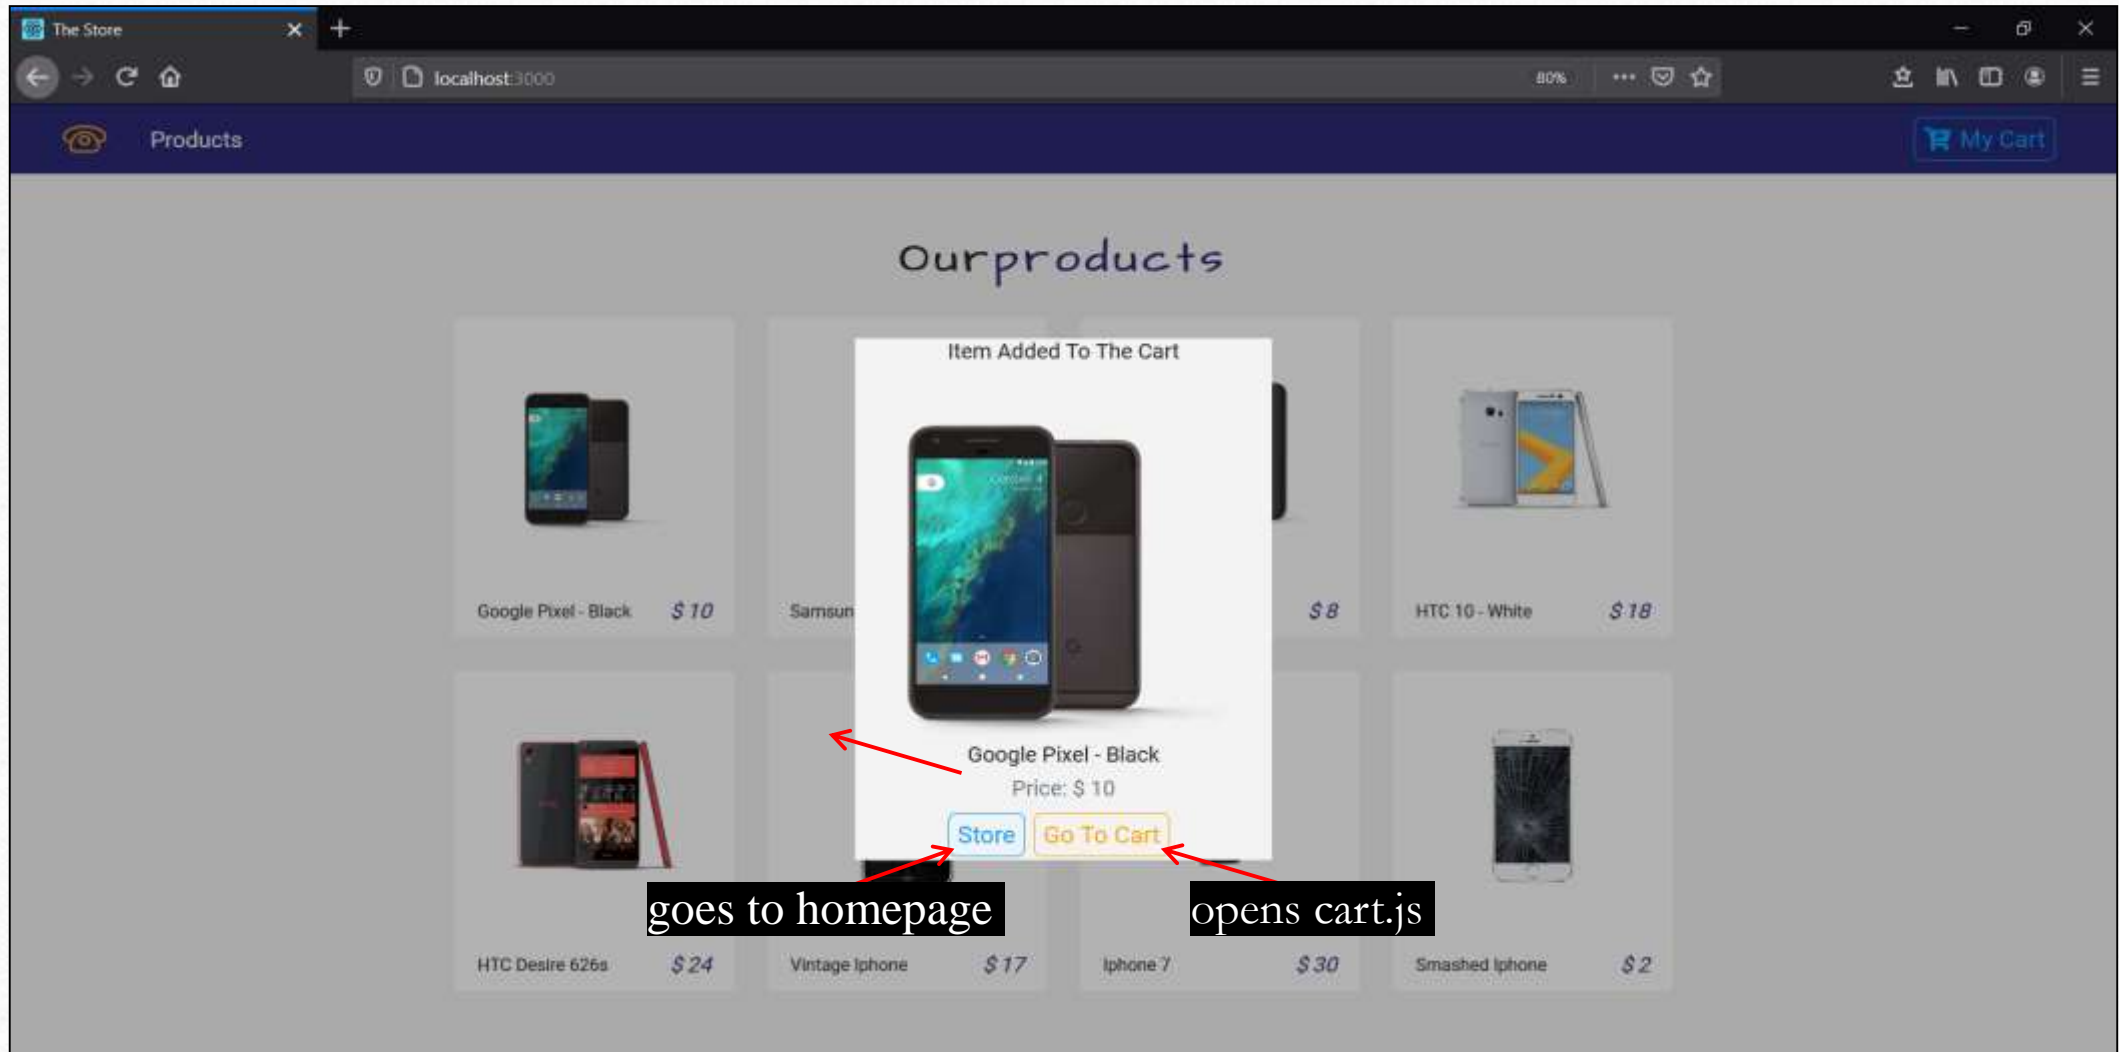 The Store
localhost:3000
80%
Products
My Cart
Ourproducts
Item Added To The Cart
Google Pixel - Black $ 10
Samsun
$ 8
HTC 10 - White $ 18
Google Pixel - Black
Price: $ 10
Store Go To Cart
goes to homepage
opens cart.js
HTC Desire 626s $ 24
Vintage Iphone $ 17
Iphone 7 $ 30
Smashed Iphone $ 2